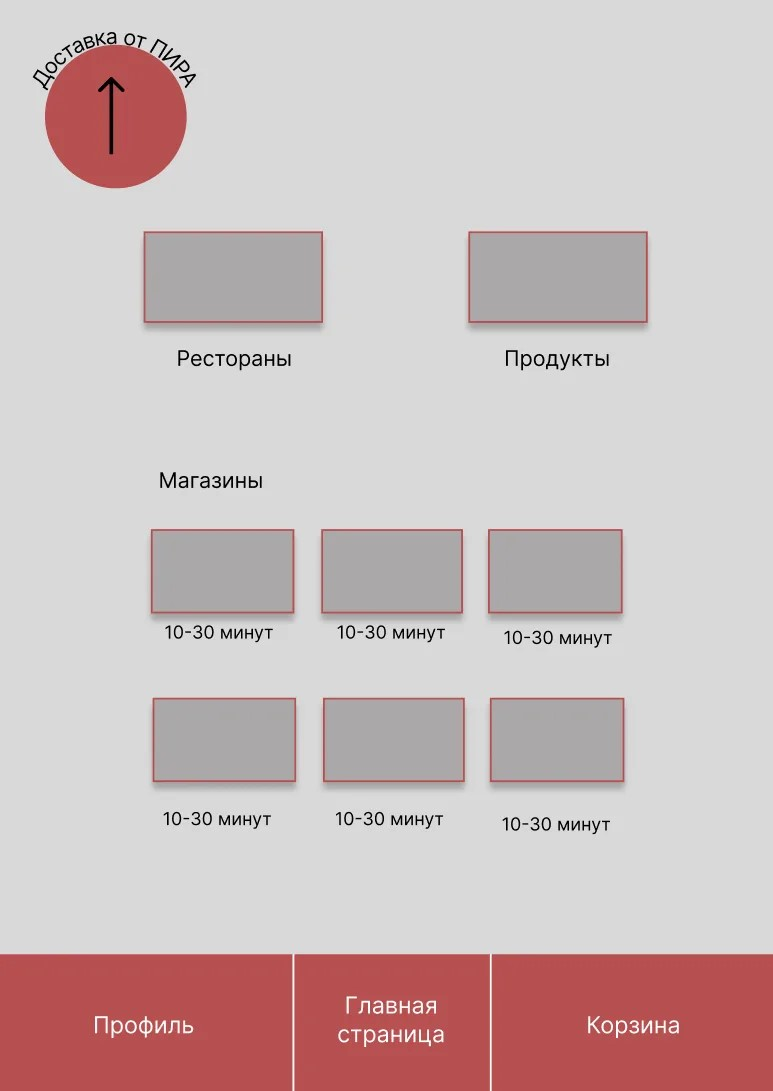 Доставка от ПИРА
Рестораны
Продукты
Магазины
10-30 минут
10-30 минут
10-30 минут
10-30 минут
10-30 минут
10-30 минут
Профиль
Главная
страница
Корзина